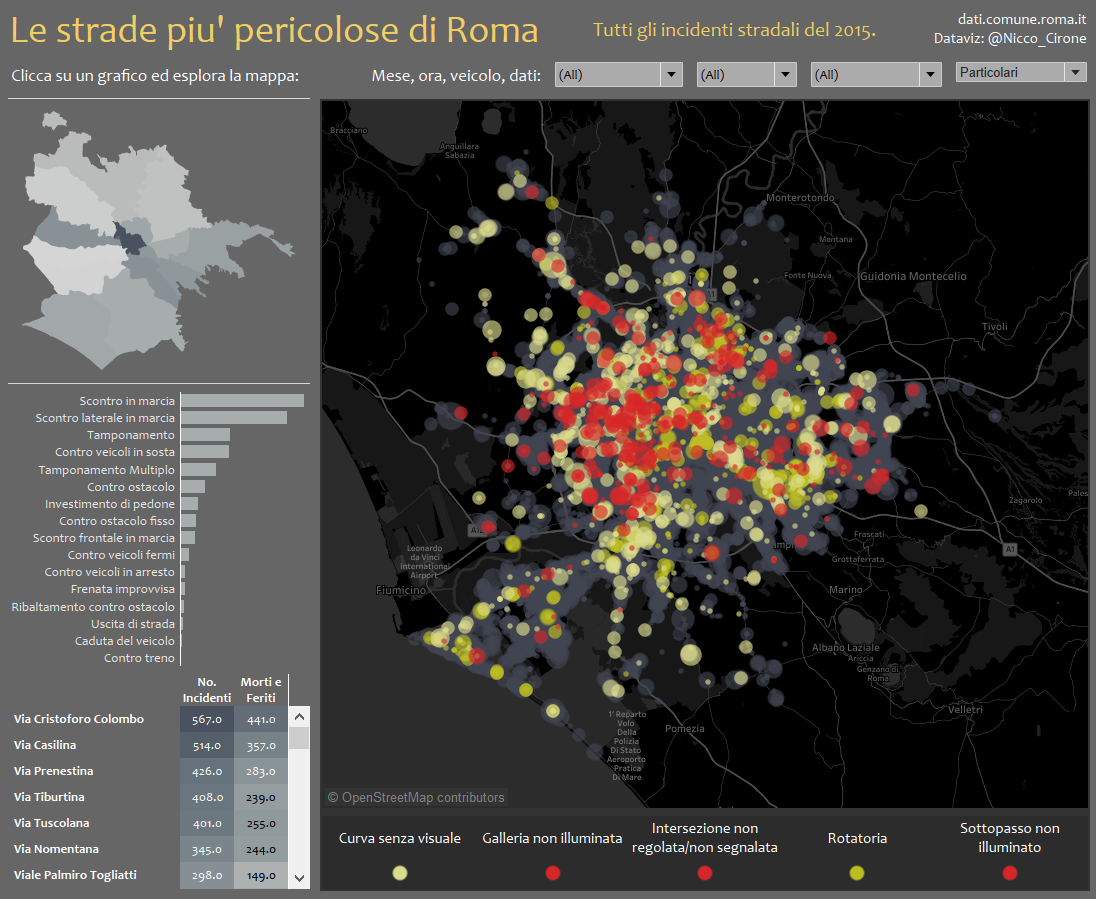 Le strade piu' pericolose di Roma
Tutti gli incidenti stradali del 2015.
dati.comune.roma.it
Dataviz: @Nicco_Cirone
Clicca su un grafico ed esplora la mappa:
Mese, ora, veicolo, dati:
(All)
(All)
(All)
Particolari
Scontro in marcia
Scontro laterale in marcia
Tamponamento
Contro veicoli in sosta
Tamponamento Multiplo
Contro ostacolo
Investimento di pedone
Contro ostacolo fisso
Scontro frontale in marcia
Contro veicoli fermi
Contro veicoli in arresto
Frenata improvvisa
Ribaltamento contro ostacolo
Uscita di strada
Caduta del veicolo
Contro treno
No. Incidenti
Morti e Feriti
Via Cristoforo Colombo 567.0 441.0
Via Casilina 514.0 357.0
Via Prenestina 426.0 283.0
Via Tiburtina 408.0 239.0
Via Tuscolana 401.0 255.0
Via Nomentana 345.0 244.0
Viale Palmiro Togliatti 298.0 149.0
Bracciano
Anguillara
Sabazia
Monterotondo
Mentana
Fonte Nuova
Guidonia Montecelio
Tivoli
Zagarolo
Pales
Frascati
A1
Grottaferrata
Leonardo
da Vinci
International
Airport
Fiumicino
Marino
Albano Laziale
Ariccia
Genzano di
Roma
Velletri
1° Reparto
Volo
Della
Polizia
Di Stato
Aeroporto
Pratica
Di Mare
Pomezia
© OpenStreetMap contributors
Curva senza visuale
Galleria non illuminata
Intersezione non
regolata/non segnalata
Rotatoria
Sottopasso non
illuminato